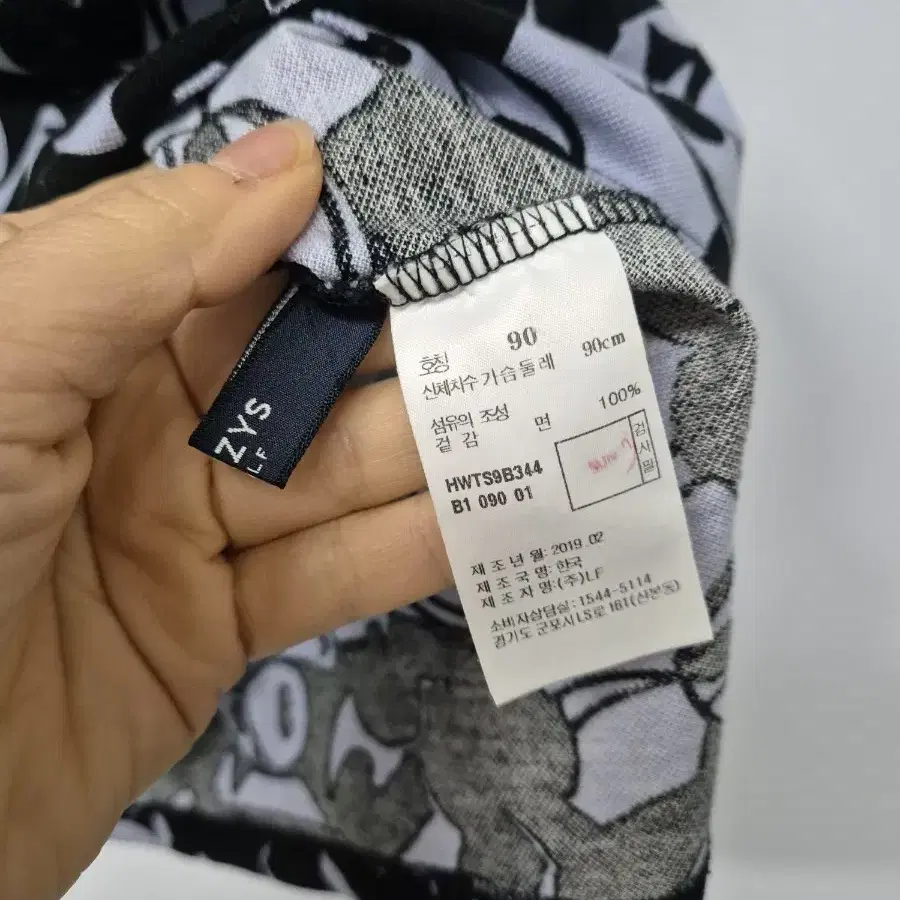 ZYS
LF
호칭 90
신체치수 가슴둘레 90cm
섬유의 조성
겉감 면 100%
검사필
HWTS9B344
B1 090 01
제조년월: 2019.02
제조국명: 한국
제조자명: (주)LF
소비자상담실: 1544-5114
경기도 군포시 LS로 161(산본동)